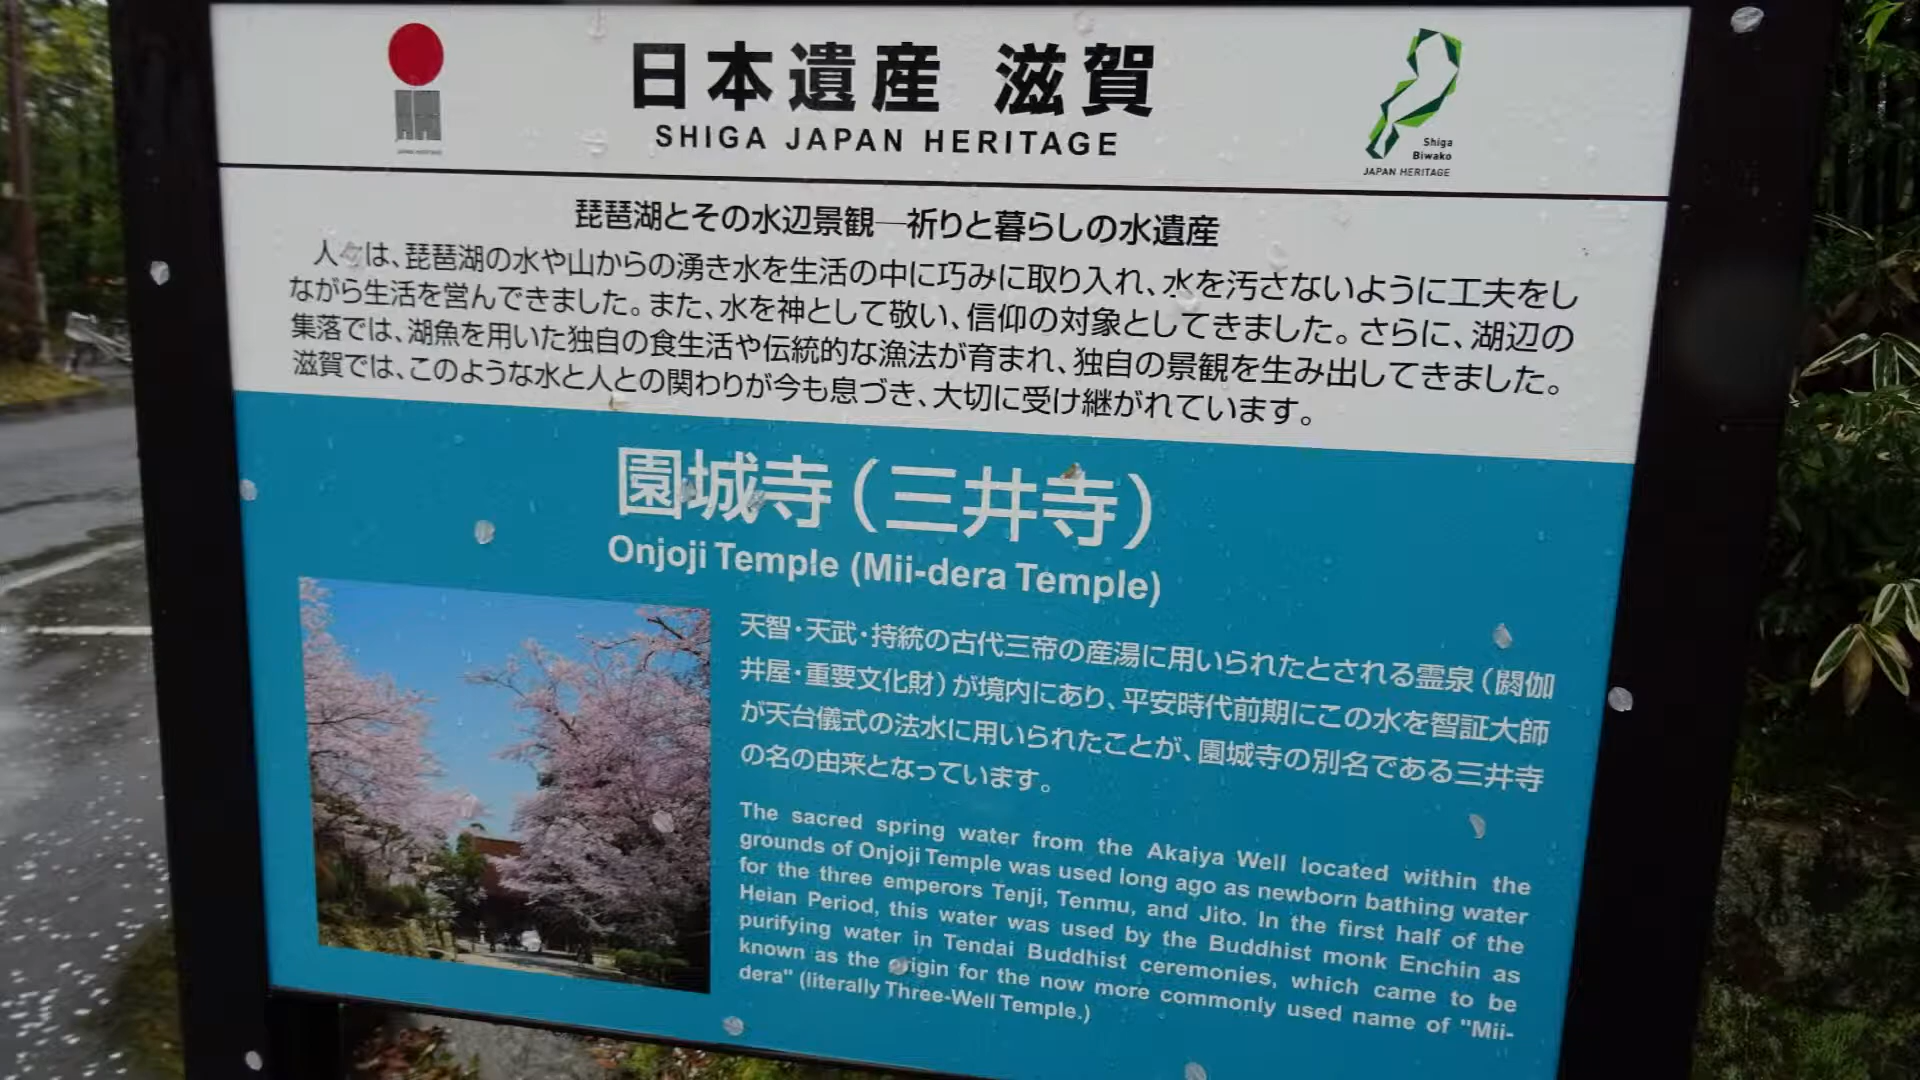 日本遺産 滋賀
SHIGA JAPAN HERITAGE
JAPAN HERITAGE
Shiga
Biwako
JAPAN HERITAGE
琵琶湖とその水辺景観―祈りと暮らしの水遺産
人々は、琵琶湖の水や山からの湧き水を生活の中に巧みに取り入れ、水を汚さないように工夫をし
ながら生活を営んできました。また、水を神として敬い、信仰の対象としてきました。さらに、湖辺の
集落では、湖魚を用いた独自の食生活や伝統的な漁法が育まれ、独自の景観を生み出してきました。
滋賀では、このような水と人との関わりが今も息づき、大切に受け継がれています。
園城寺（三井寺）
Onjoji Temple (Mii-dera Temple)
天智・天武・持統の古代三帝の産湯に用いられたとされる霊泉（閼伽
井屋・重要文化財）が境内にあり、平安時代前期にこの水を智証大師
が天台儀式の法水に用いられたことが、園城寺の別名である三井寺
の名の由来となっています。
The sacred spring water from the Akaiya Well located within the
grounds of Onjoji Temple was used long ago as newborn bathing water
for the three emperors Tenji, Tenmu, and Jito. In the first half of the
Heian Period, this water was used by the Buddhist monk Enchin as
purifying water in Tendai Buddhist ceremonies, which came to be
known as the origin for the now more commonly used name of "Mii-
dera" (literally Three-Well Temple.)